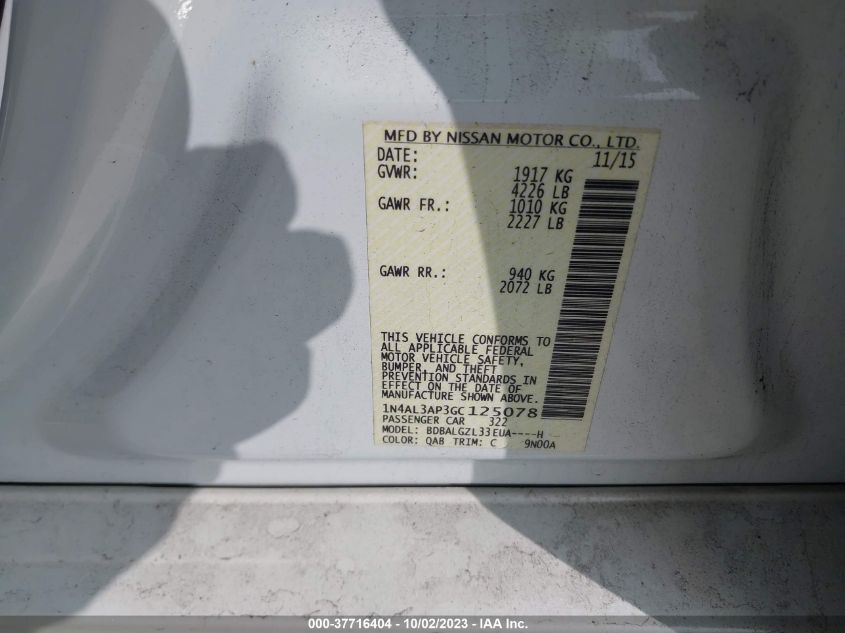 MFD BY NISSAN MOTOR CO., LTD.
DATE: 11/15
GVWR: 1917 KG
4226 LB
GAWR FR.: 1010 KG
2227 LB
GAWR RR.: 940 KG
2072 LB
THIS VEHICLE CONFORMS TO
ALL APPLICABLE FEDERAL
MOTOR VEHICLE SAFETY,
BUMPER, AND THEFT
PREVENTION STANDARDS IN
EFFECT ON THE DATE OF
MANUFACTURE SHOWN ABOVE.
1N4AL3AP3GC125078
PASSENGER CAR 322
MODEL: BDBALGZL33EUA----H
COLOR: QAB TRIM: C 9N00A
000-37716404 - 10/02/2023 - IAA Inc.